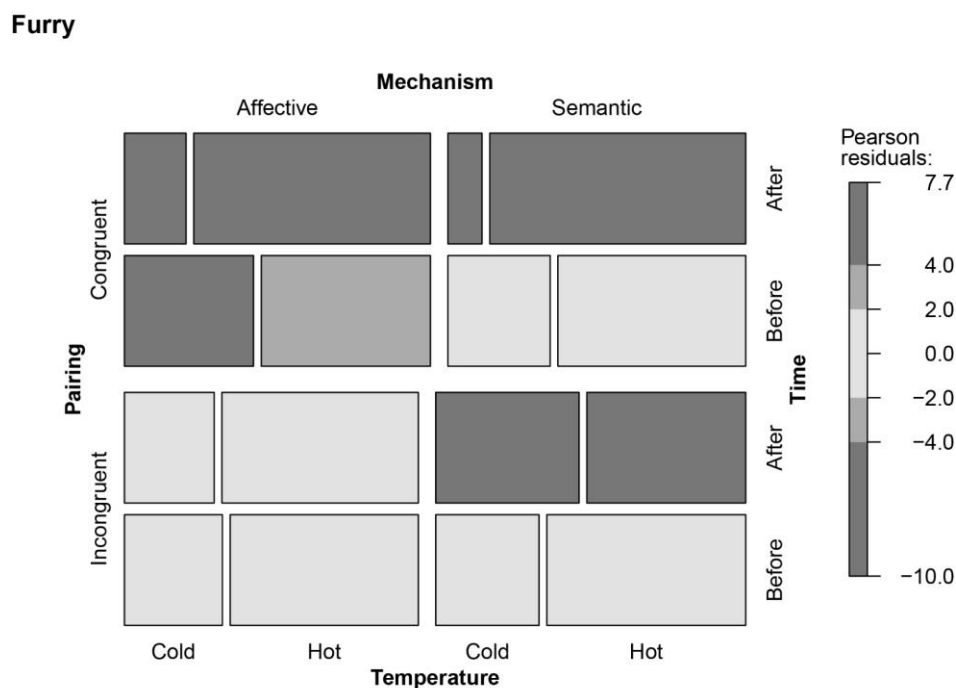 Furry
Mechanism
Affective Semantic
Pairing
Congruent
Incongruent
After
Before
After
Before
Time
Cold Hot Cold Hot
Temperature
Pearson
residuals:
7.7
4.0
2.0
0.0
−2.0
−4.0
−10.0